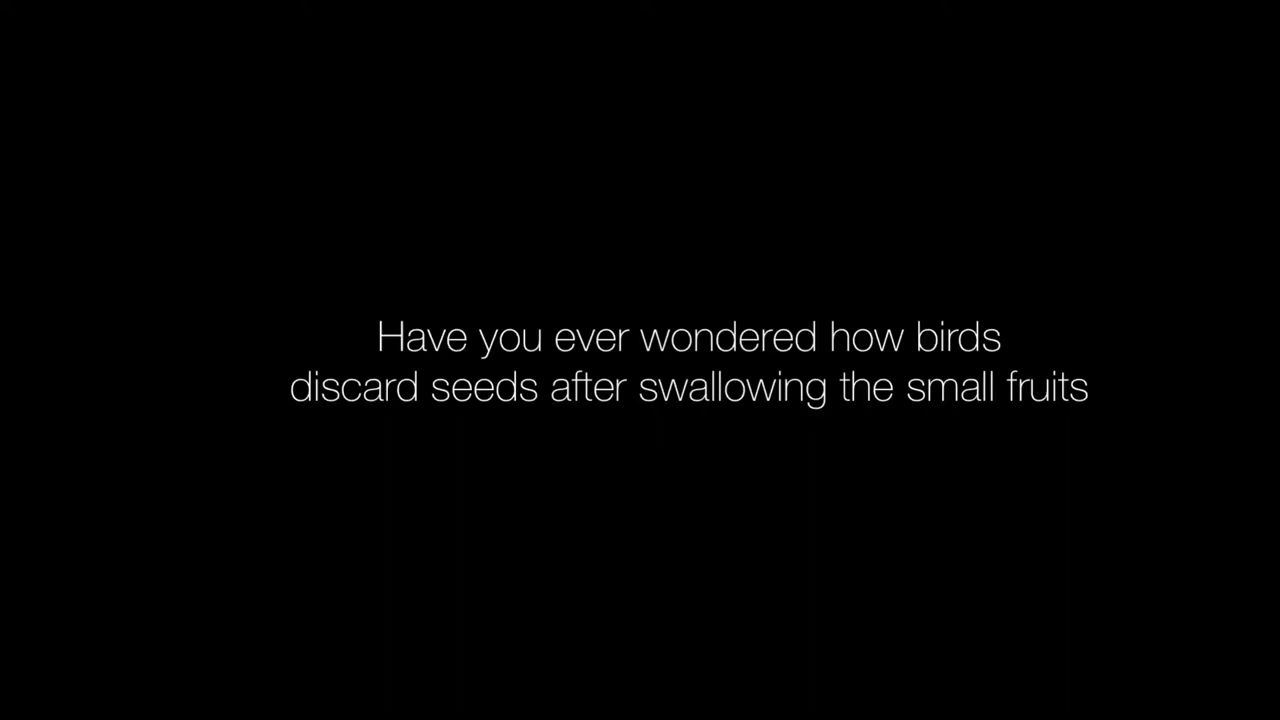 Have you ever wondered how birds
discard seeds after swallowing the small fruits